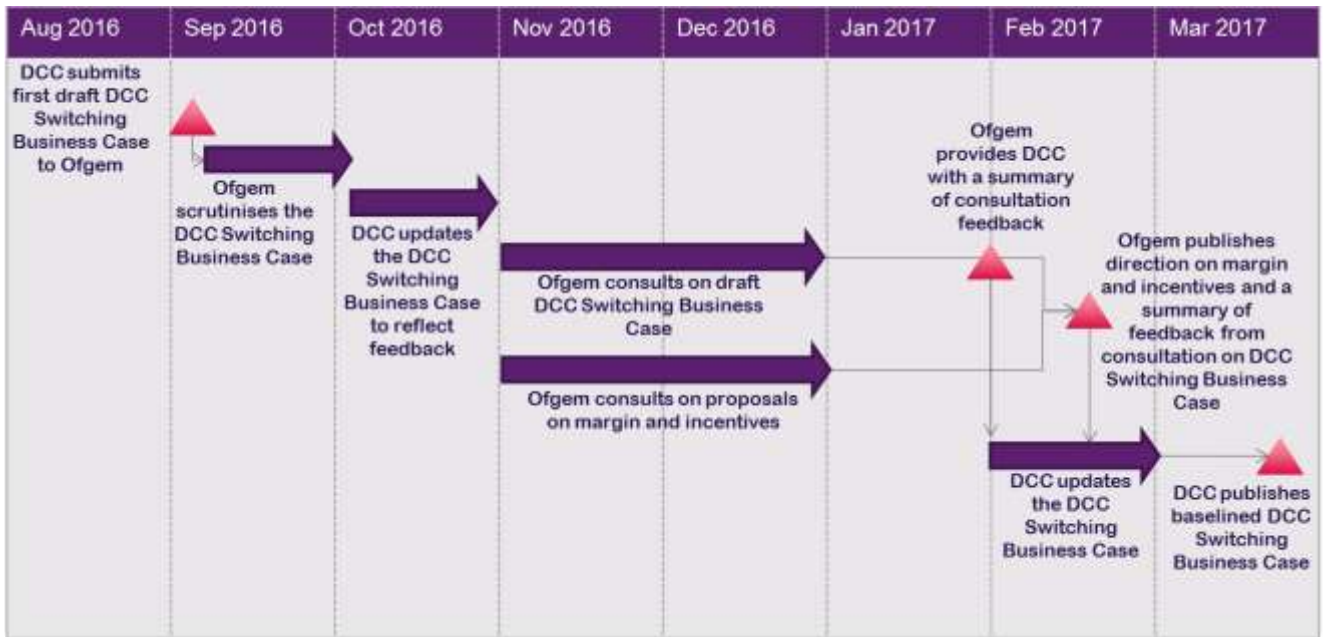 Aug 2016
Sep 2016
Oct 2016
Nov 2016
Dec 2016
Jan 2017
Feb 2017
Mar 2017
DCC submits
first draft DCC
Switching
Business Case
to Ofgem
Ofgem
scrutinises the
DCC Switching
Business Case
DCC updates
the DCC
Switching
Business Case
to reflect
feedback
Ofgem consults on draft
DCC Switching Business
Case
Ofgem consults on proposals
on margin and incentives
Ofgem
provides DCC
with a summary
of consultation
feedback
Ofgem publishes
direction on margin
and incentives and a
summary of
feedback from
consultation on DCC
Switching Business
Case
DCC updates
the DCC
Switching
Business Case
DCC publishes
baselined DCC
Switching
Business Case